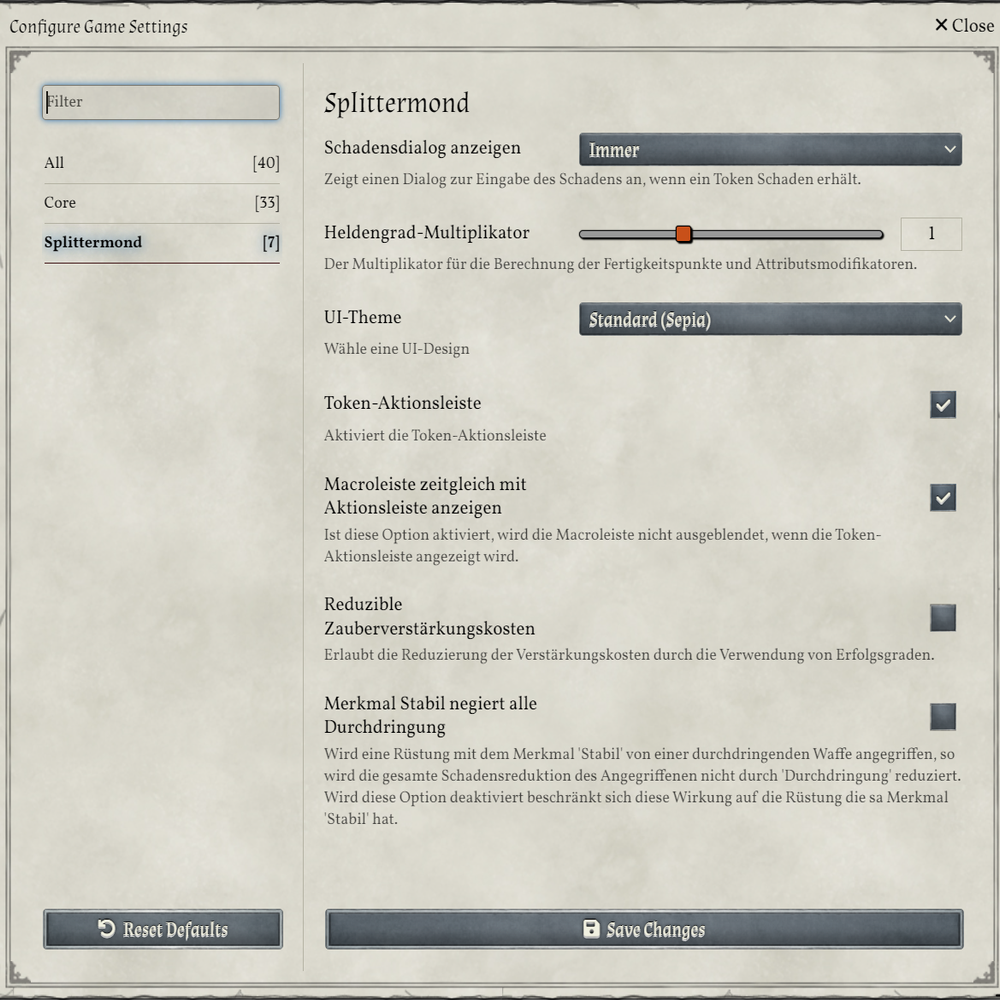 Configure Game Settings
Close
Filter
All [40]
Core [33]
Splittermond [7]
Reset Defaults
Splittermond
Schadensdialog anzeigen
Immer
Zeigt einen Dialog zur Eingabe des Schadens an, wenn ein Token Schaden erhält.
Heldengrad-Multiplikator
1
Der Multiplikator für die Berechnung der Fertigkeitspunkte und Attributsmodifikatoren.
UI-Theme
Standard (Sepia)
Wähle eine UI-Design
Token-Aktionsleiste
Aktiviert die Token-Aktionsleiste
Macroleiste zeitgleich mit
Aktionsleiste anzeigen
Ist diese Option aktiviert, wird die Macroleiste nicht ausgeblendet, wenn die Token-
Aktionsleiste angezeigt wird.
Reduzible
Zauberverstärkungskosten
Erlaubt die Reduzierung der Verstärkungskosten durch die Verwendung von Erfolgsgraden.
Merkmal Stabil negiert alle
Durchdringung
Wird eine Rüstung mit dem Merkmal 'Stabil' von einer durchdringenden Waffe angegriffen, so
wird die gesamte Schadensreduktion des Angegriffenen nicht durch 'Durchdringung' reduziert.
Wird diese Option deaktiviert beschränkt sich diese Wirkung auf die Rüstung die sa Merkmal
'Stabil' hat.
Save Changes